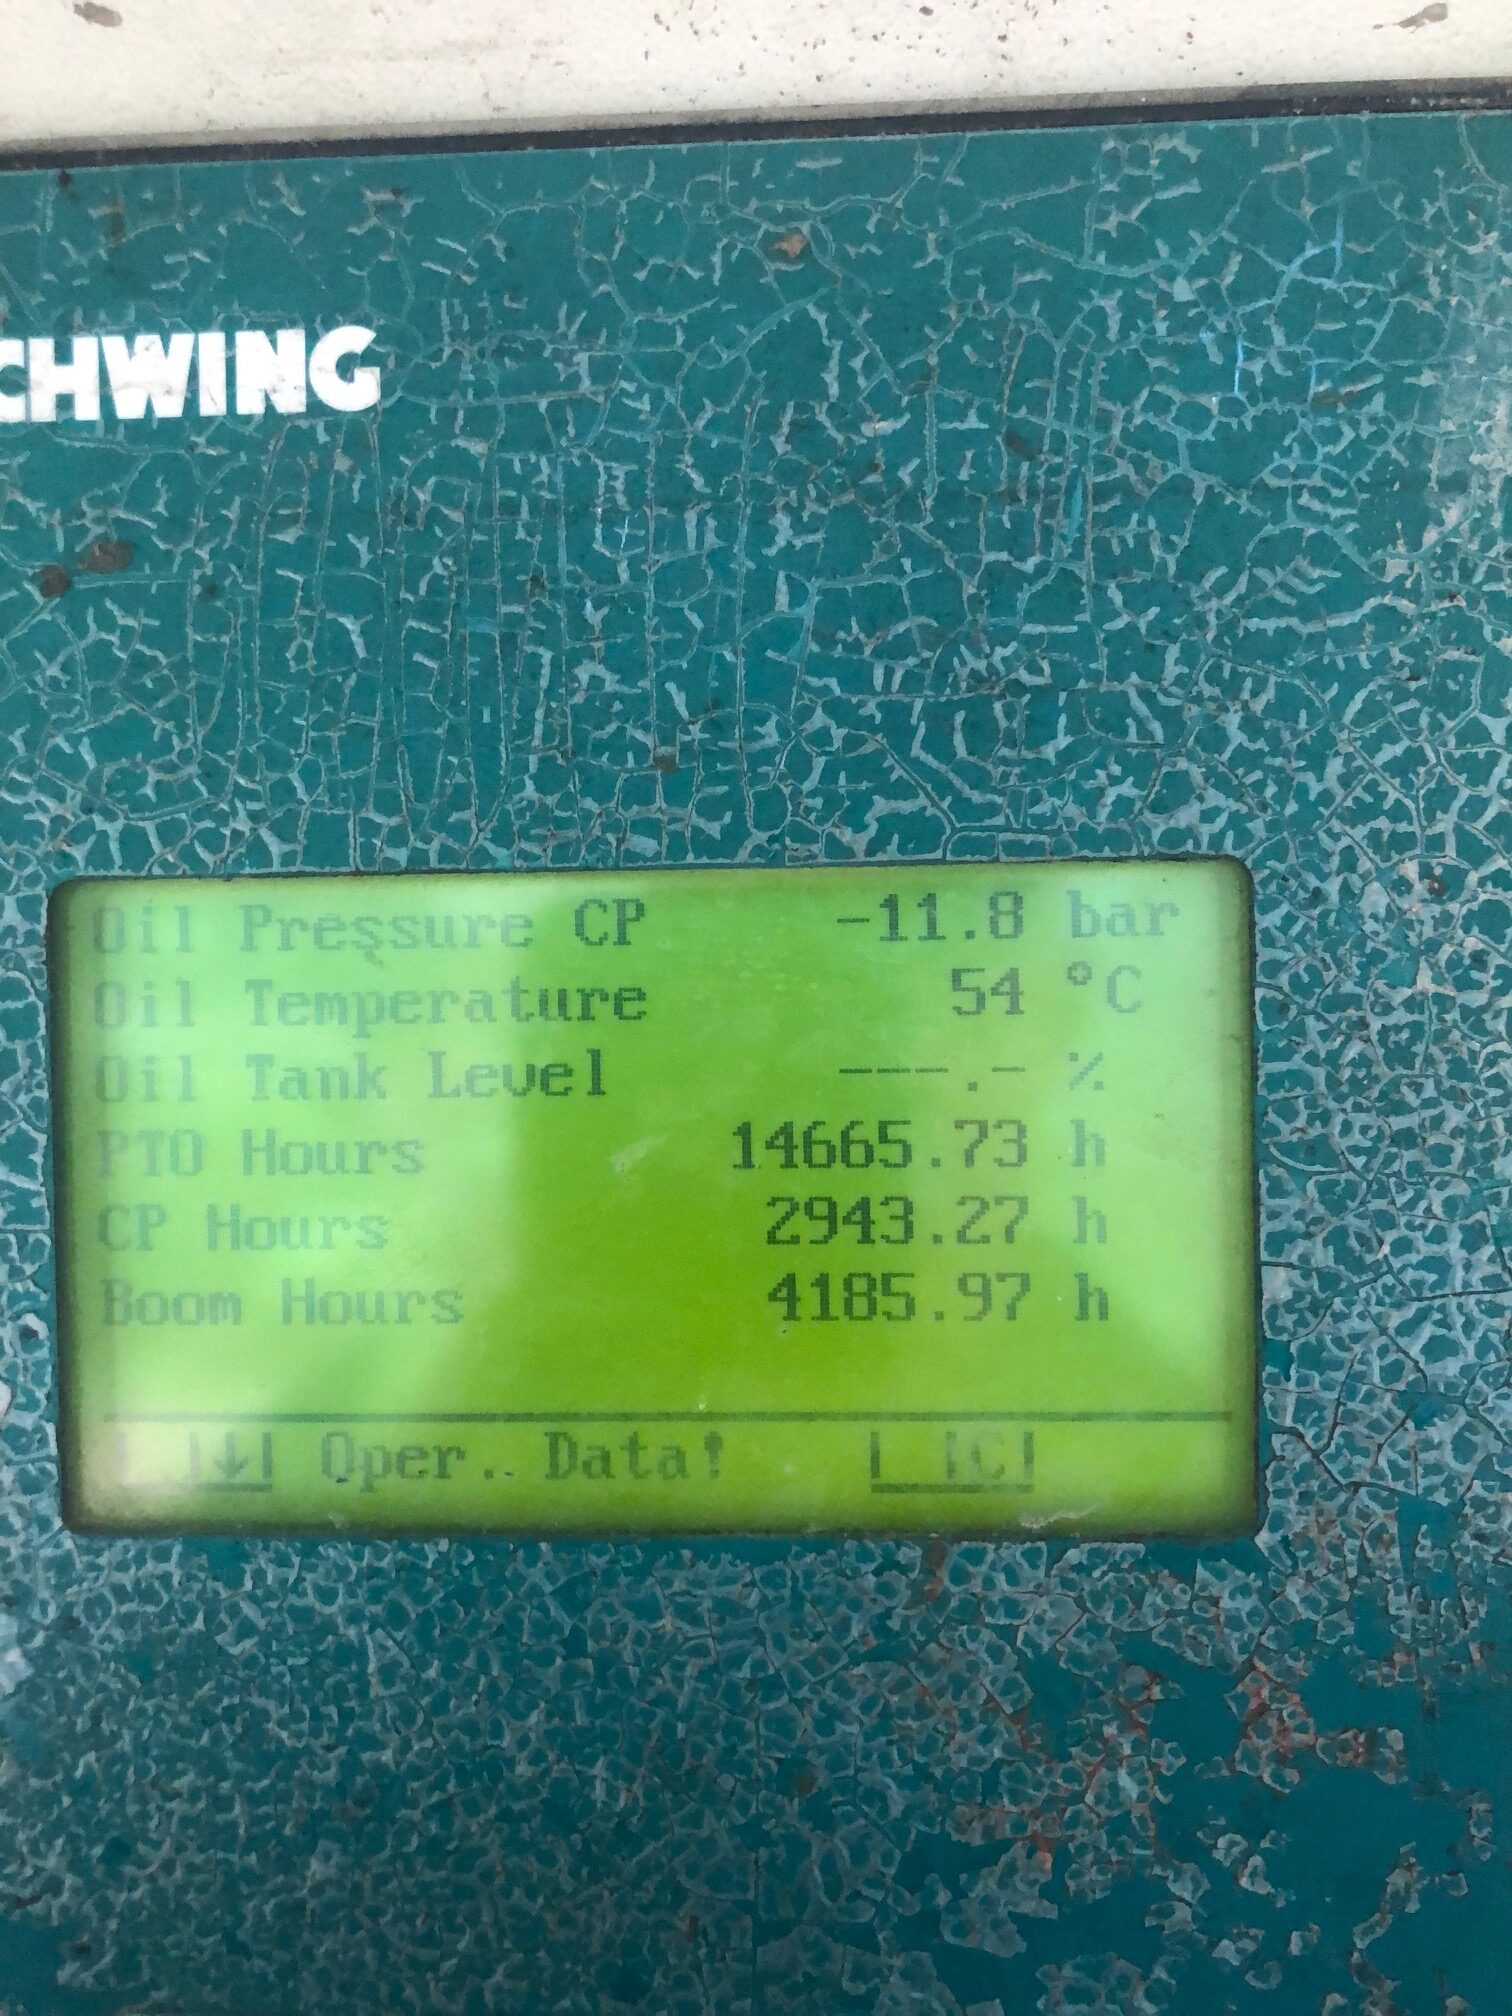 CHWING
Oil Pressure CP -11.8 bar
Oil Temperature 54 °C
Oil Tank Level ---.- %
PTO Hours 14665.73 h
CP Hours 2943.27 h
Boom Hours 4185.97 h
↓ Oper.. Data! C